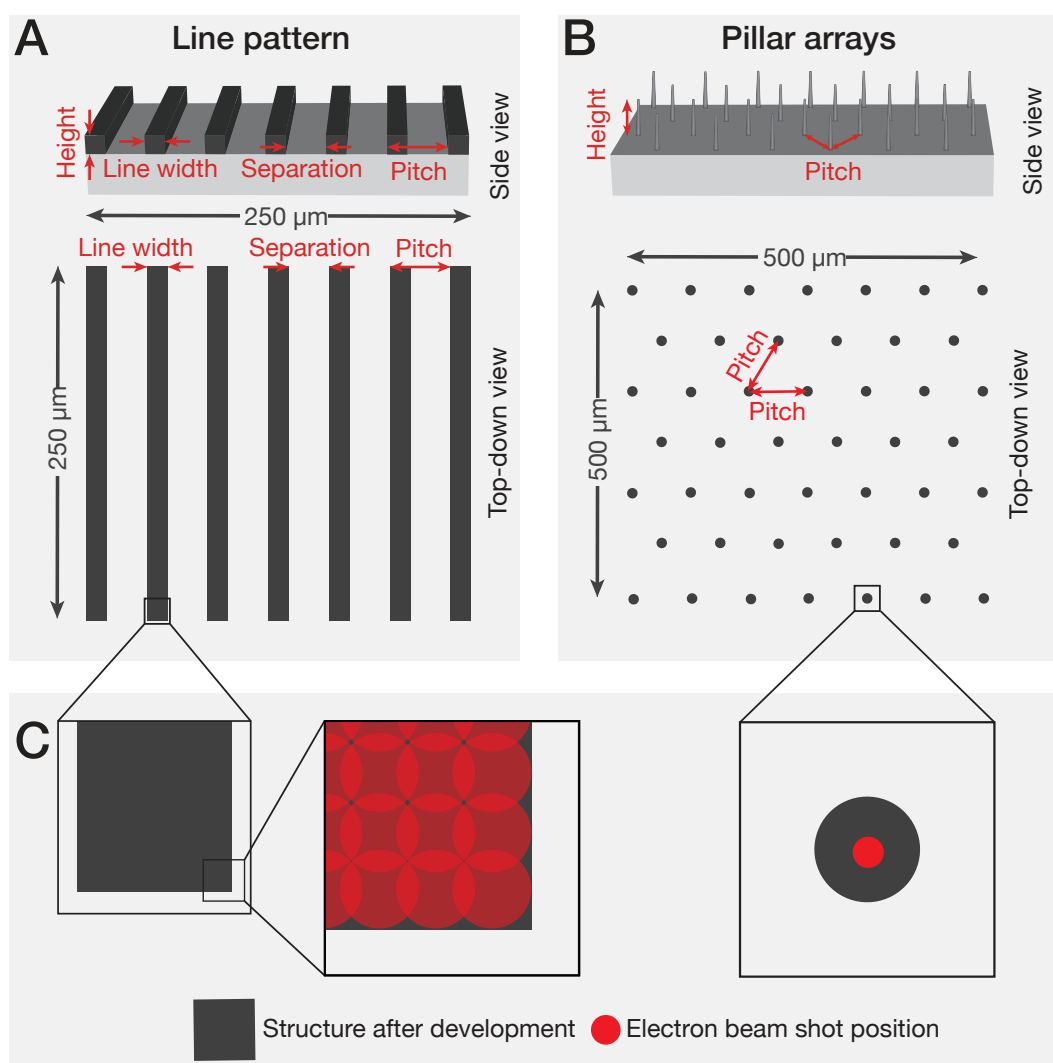 A
Line pattern
Height
Line width
Separation
Pitch
Side view
250 µm
Line width
Separation
Pitch
250 µm
Top-down view
B
Pillar arrays
Height
Pitch
Side view
500 µm
500 µm
Pitch
Pitch
Top-down view
C
Structure after development
Electron beam shot position